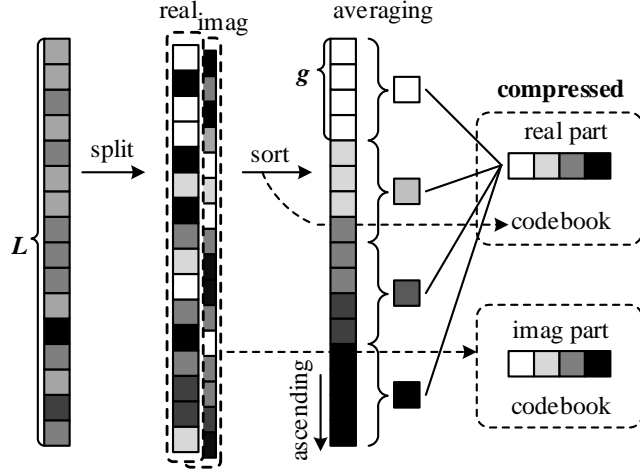 real
imag
averaging
g
compressed
real part
split
sort
codebook
L
imag part
ascending
codebook